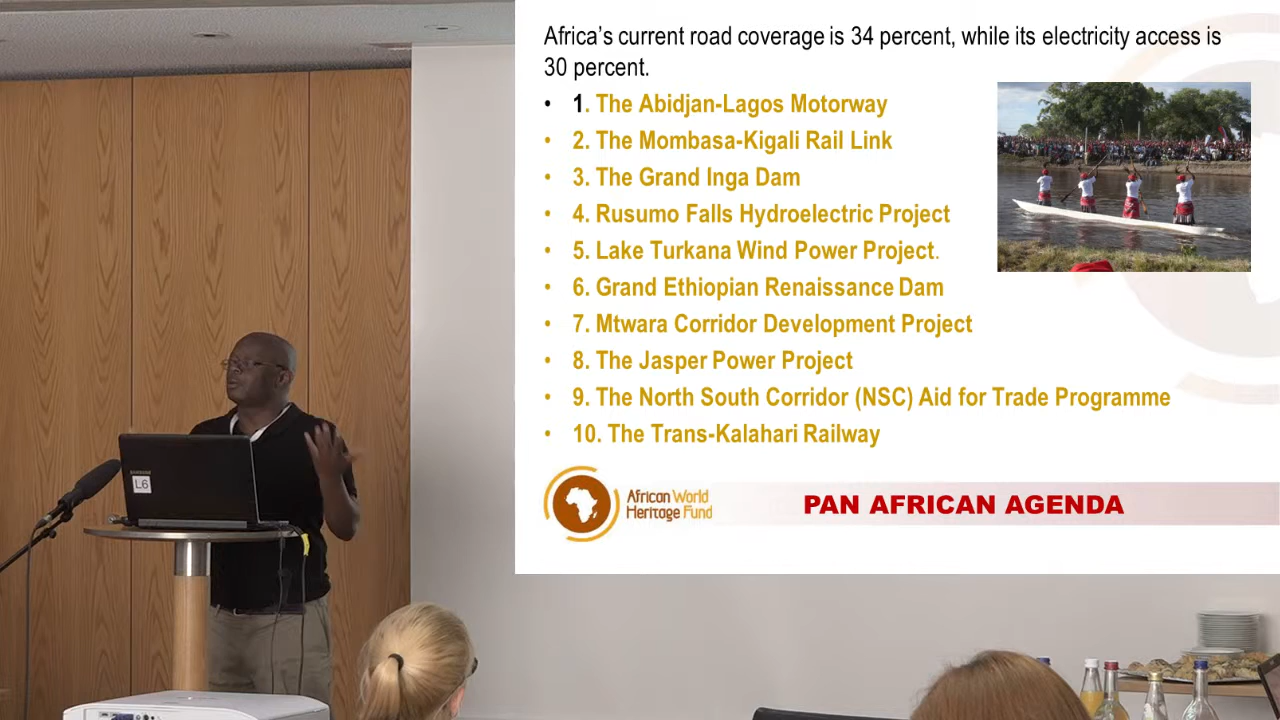 Africa's current road coverage is 34 percent, while its electricity access is
30 percent.
• 1. The Abidjan-Lagos Motorway
• 2. The Mombasa-Kigali Rail Link
• 3. The Grand Inga Dam
• 4. Rusumo Falls Hydroelectric Project
• 5. Lake Turkana Wind Power Project.
• 6. Grand Ethiopian Renaissance Dam
• 7. Mtwara Corridor Development Project
• 8. The Jasper Power Project
• 9. The North South Corridor (NSC) Aid for Trade Programme
• 10. The Trans-Kalahari Railway
African World
Heritage Fund
PAN AFRICAN AGENDA
SAMSUNG
L6